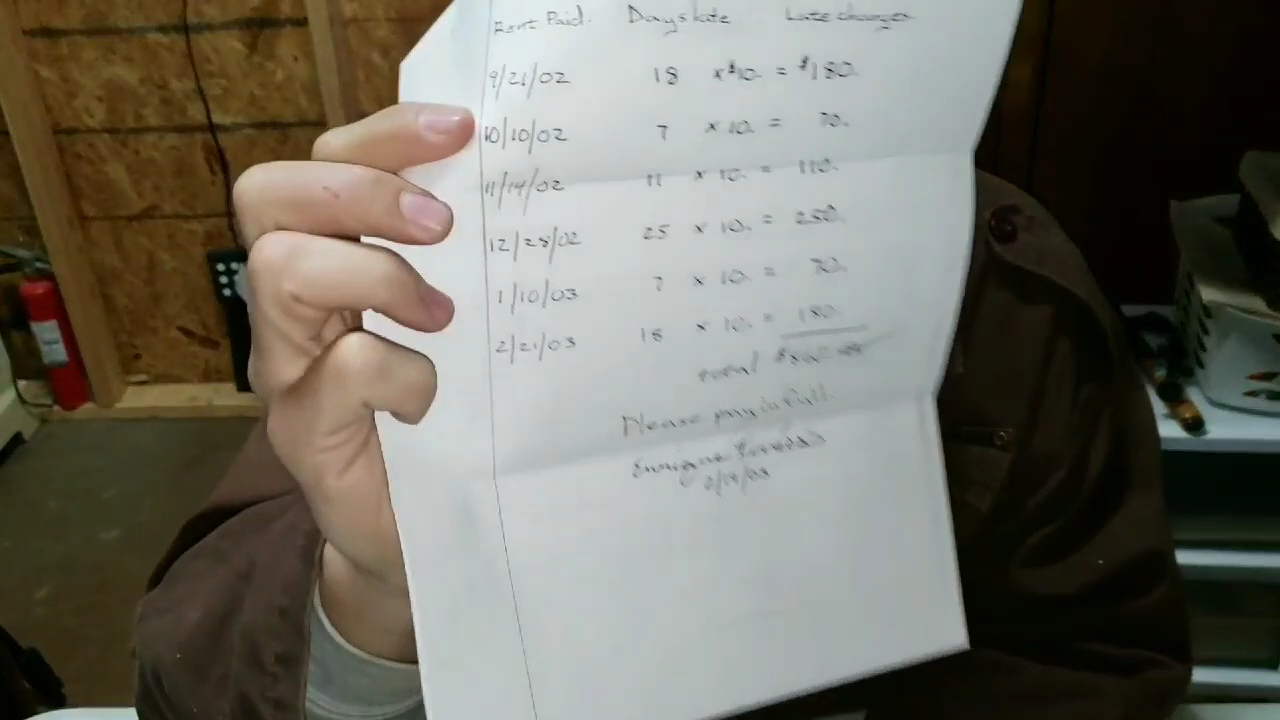 Rent Paid. Days late Late charges
9/21/02 18 x $10. = $180.
10/10/02 7 x 10. = 70.
11/14/02 11 x 10. = 110.
12/28/02 25 x 10. = 250.
1/10/03 7 x 10. = 70.
2/21/03 18 x 10. = 180.
total
Please pay in full.
Enrique